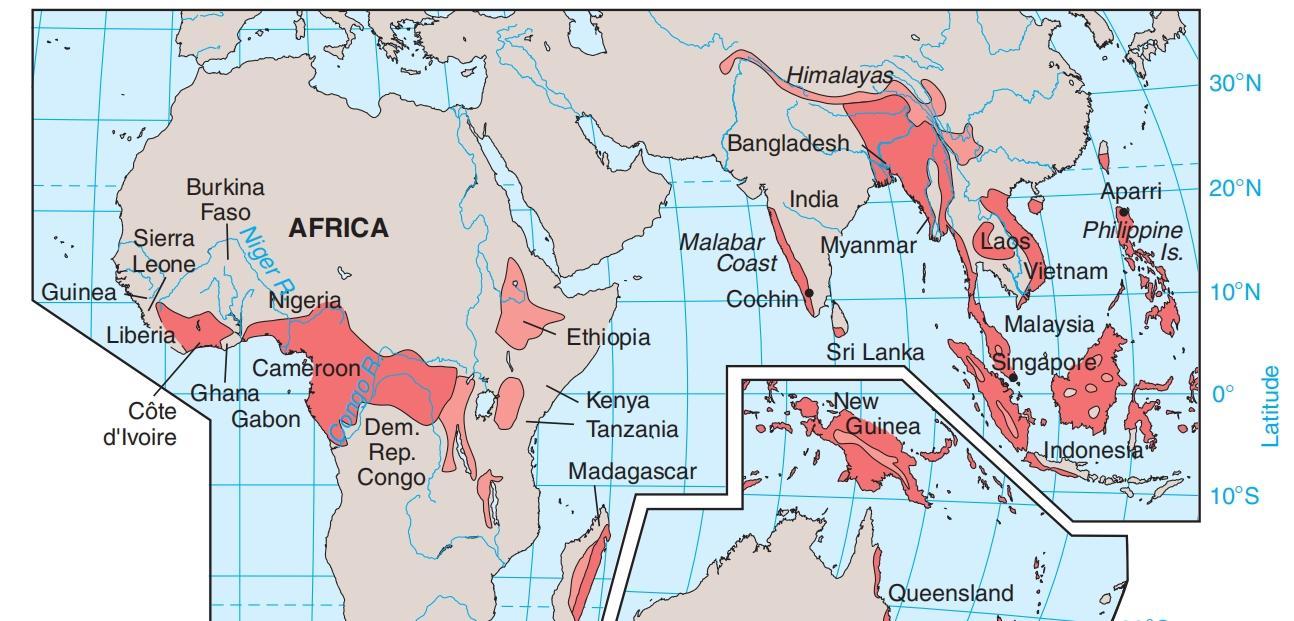 Himalayas
30°N
Bangladesh
Burkina
Faso
AFRICA
India
Aparri
20°N
Sierra
Leone
Niger R.
Malabar
Coast
Myanmar
Laos
Philippine
Is.
Vietnam
Guinea
Nigeria
Cochin
10°N
Liberia
Ethiopia
Malaysia
Sri Lanka
Singapore
Cameroon
Congo R.
Ghana
Gabon
Kenya
Tanzania
New
Guinea
0°
Latitude
Côte
d'Ivoire
Dem.
Rep.
Congo
Indonesia
Madagascar
10°S
Queensland